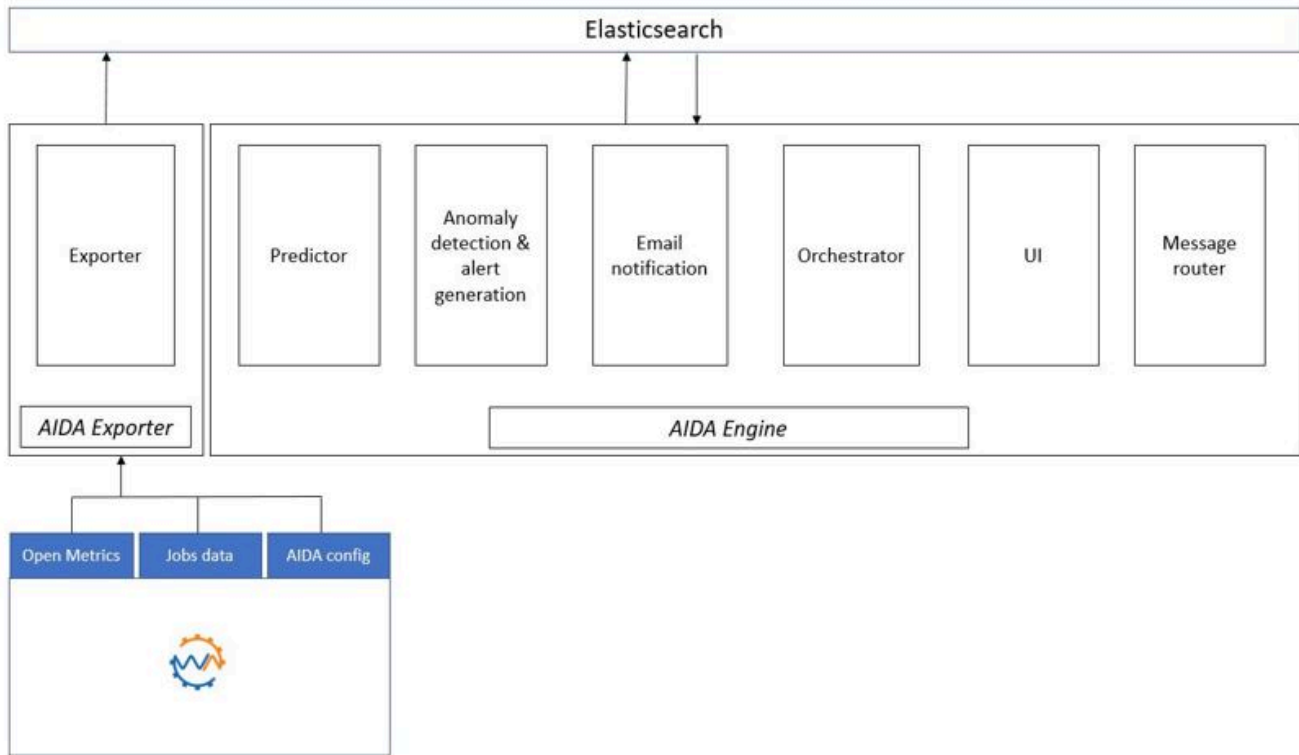 Elasticsearch
Exporter
Predictor
Anomaly
detection &
alert
generation
Email
notification
Orchestrator
UI
Message
router
AIDA Exporter
AIDA Engine
Open Metrics
Jobs data
AIDA config